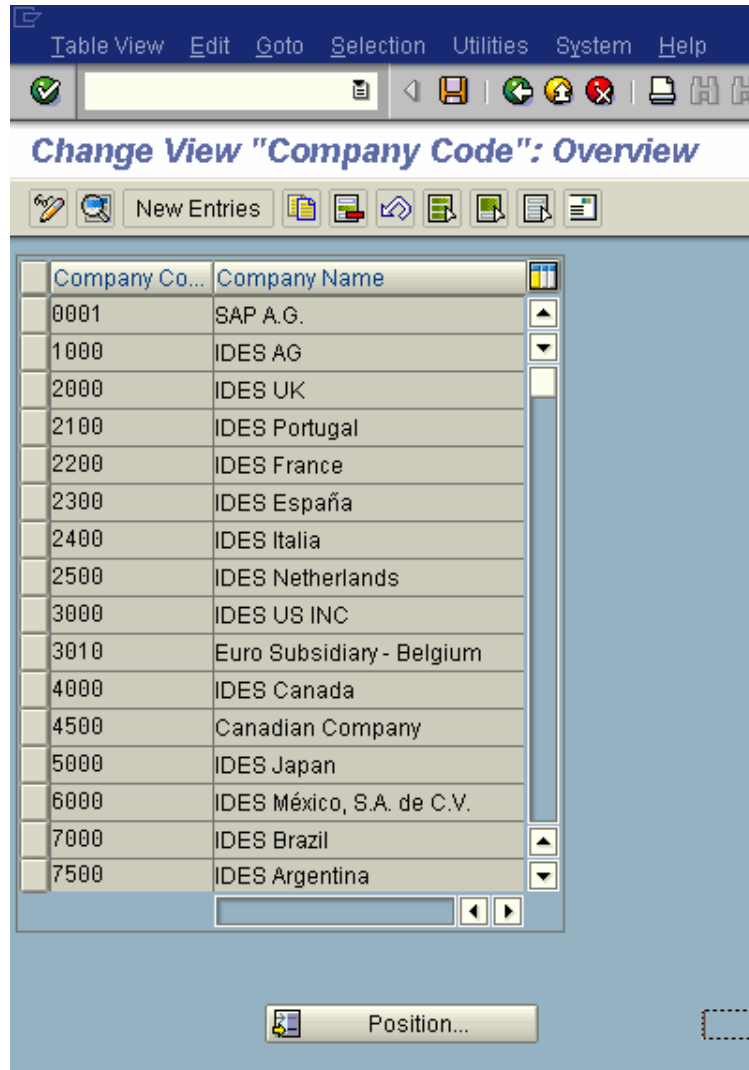 Table View Edit Goto Selection Utilities System Help
Change View "Company Code": Overview
New Entries
Company Co... Company Name
0001 SAP A.G.
1000 IDES AG
2000 IDES UK
2100 IDES Portugal
2200 IDES France
2300 IDES España
2400 IDES Italia
2500 IDES Netherlands
3000 IDES US INC
3010 Euro Subsidiary - Belgium
4000 IDES Canada
4500 Canadian Company
5000 IDES Japan
6000 IDES México, S.A. de C.V.
7000 IDES Brazil
7500 IDES Argentina
Position...